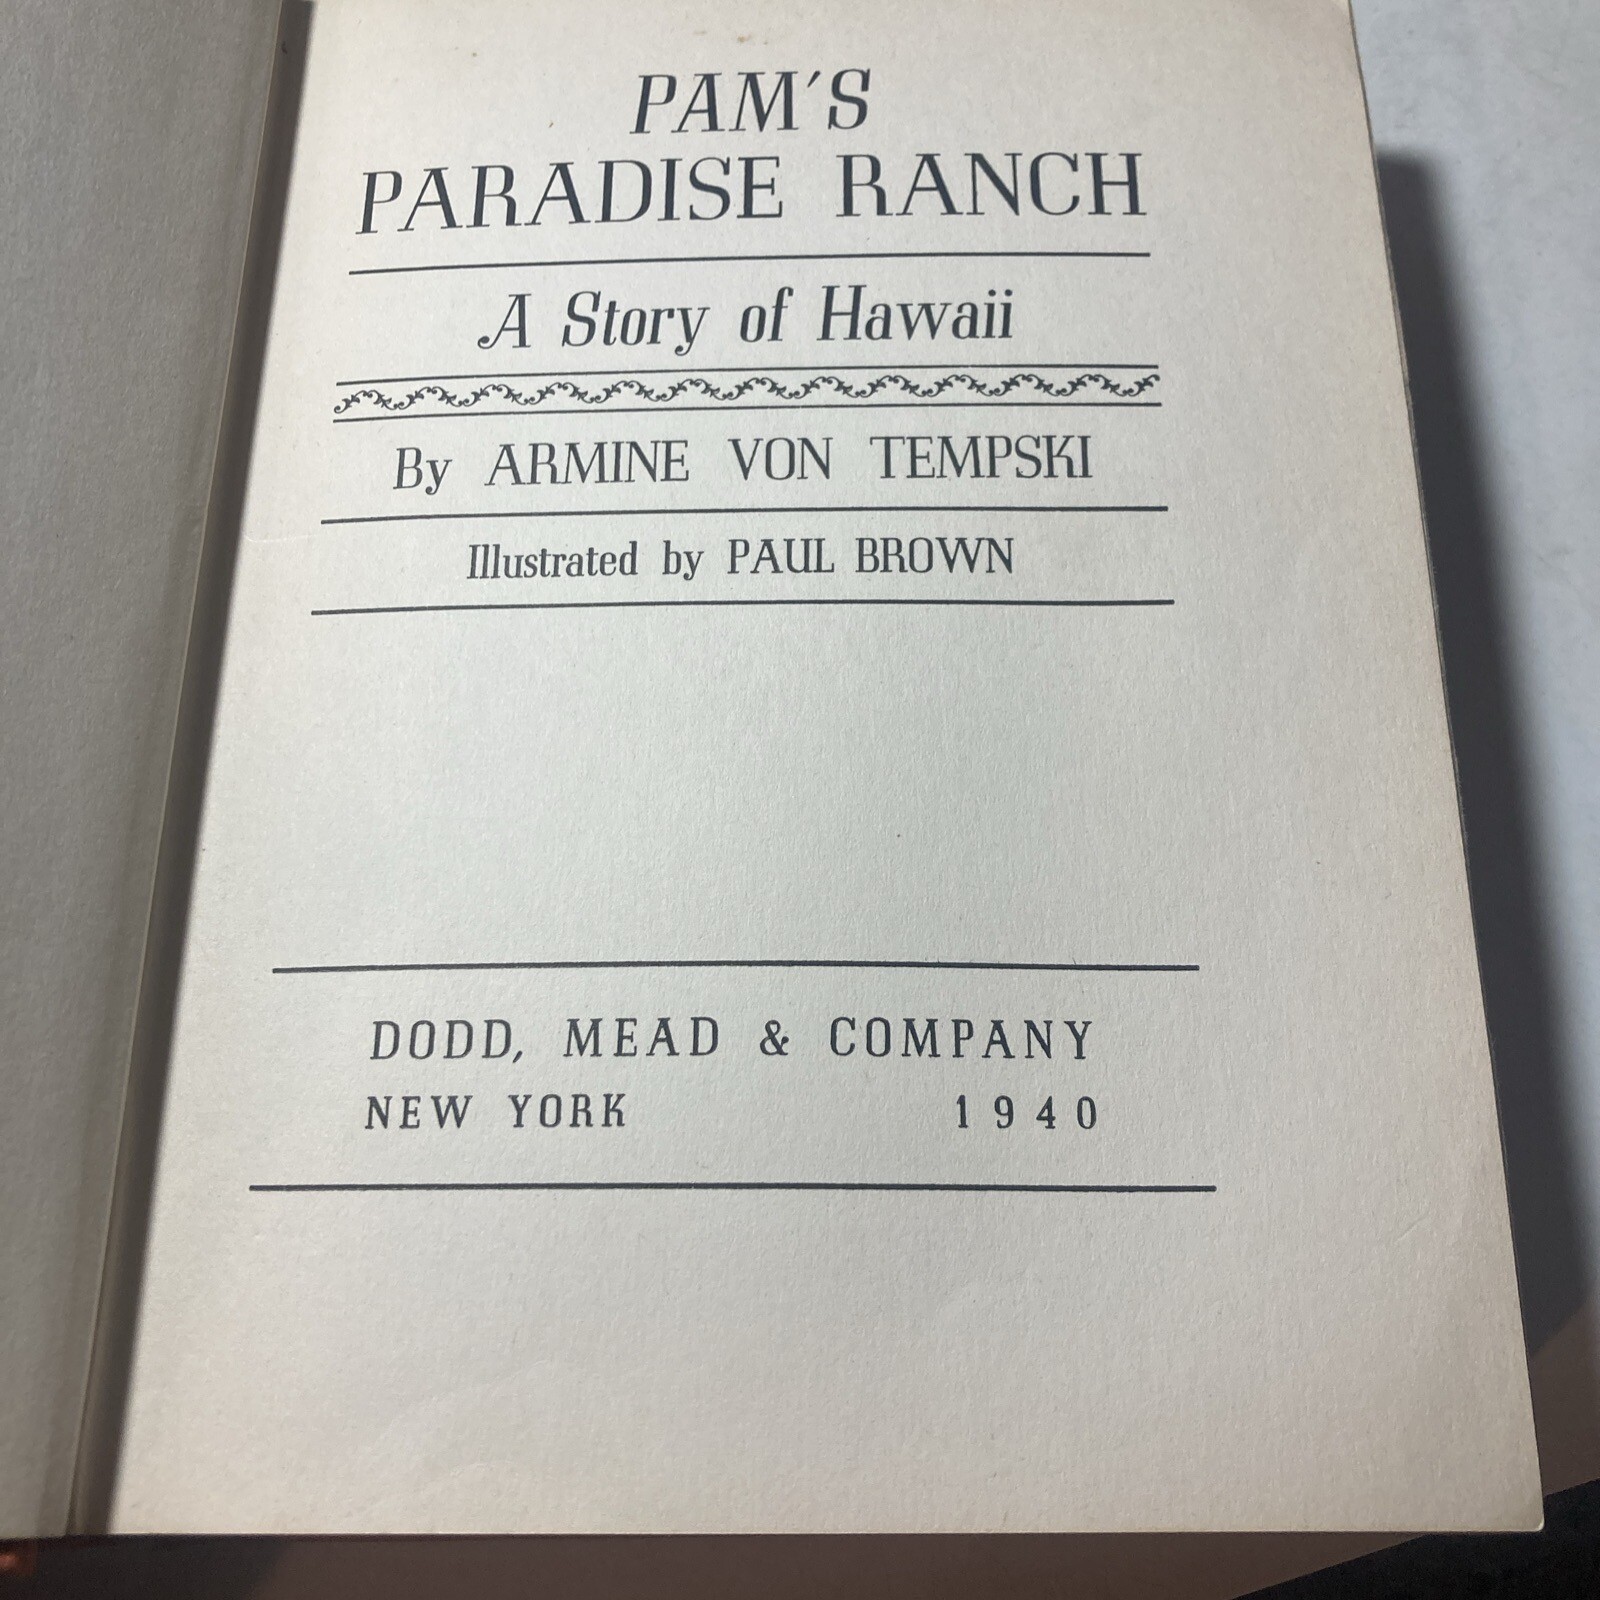 PAM'S
PARADISE RANCH
A Story of Hawaii
By ARMINE VON TEMPSKI
Illustrated by PAUL BROWN
DODD, MEAD & COMPANY
NEW YORK 1940